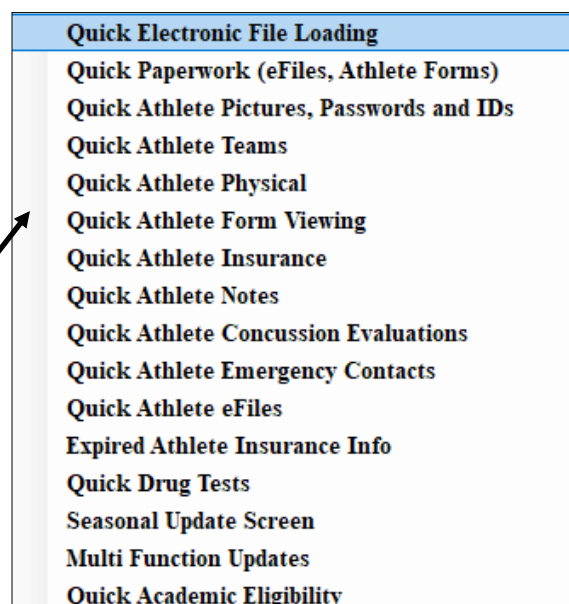 Quick Electronic File Loading
Quick Paperwork (eFiles, Athlete Forms)
Quick Athlete Pictures, Passwords and IDs
Quick Athlete Teams
Quick Athlete Physical
Quick Athlete Form Viewing
Quick Athlete Insurance
Quick Athlete Notes
Quick Athlete Concussion Evaluations
Quick Athlete Emergency Contacts
Quick Athlete eFiles
Expired Athlete Insurance Info
Quick Drug Tests
Seasonal Update Screen
Multi Function Updates
Quick Academic Eligibility